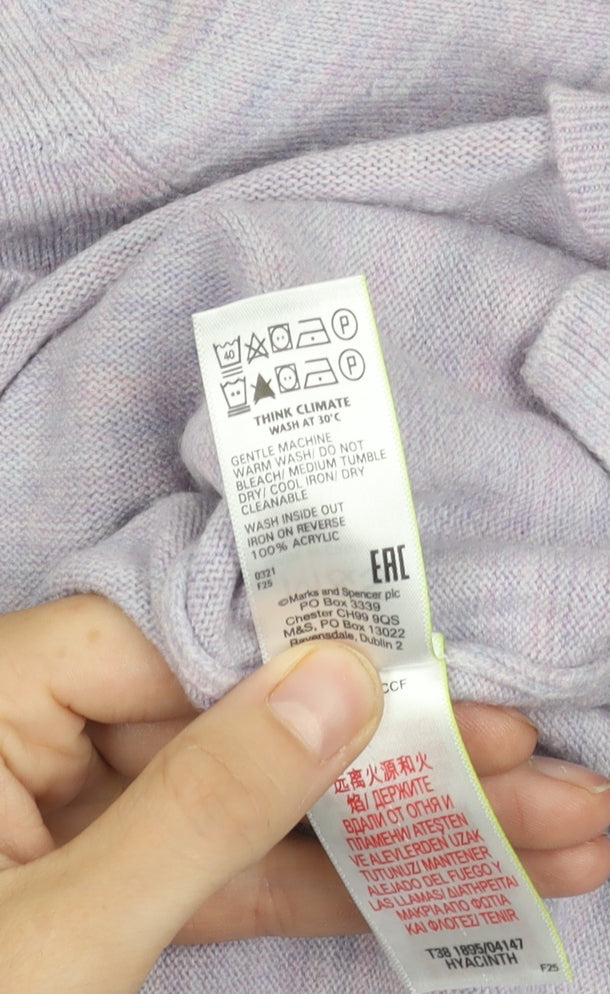 40 P
P
THINK CLIMATE
WASH AT 30°C
GENTLE MACHINE
WARM WASH/ DO NOT
BLEACH/ MEDIUM TUMBLE
DRY/ COOL IRON/ DRY
CLEANABLE
WASH INSIDE OUT
IRON ON REVERSE
100% ACRYLIC
0321
F25
EAC
©Marks and Spencer plc
PO Box 3339
Chester CH99 9QS
M&S, PO Box 13022
Ravensdale, Dublin 2
CCF
远离火源和火
焰/ ДЕРЖИТЕ
ВДАЛИ ОТ ОГНЯ И
ПЛАМЕНИ/ ATEŞTEN
VE ALEVLERDEN UZAK
TUTUNUZ/ MANTENER
ALEJADO DEL FUEGO Y
LAS LLAMAS/ ΔΙΑΤΗΡΕΙΤΑΙ
ΜΑΚΡΙΑ ΑΠΟ ΦΩΤΙΑ
ΚΑΙ ΦΛΟΓΕΣ/ TENIR
T38 1895/04147
HYACINTH
F25